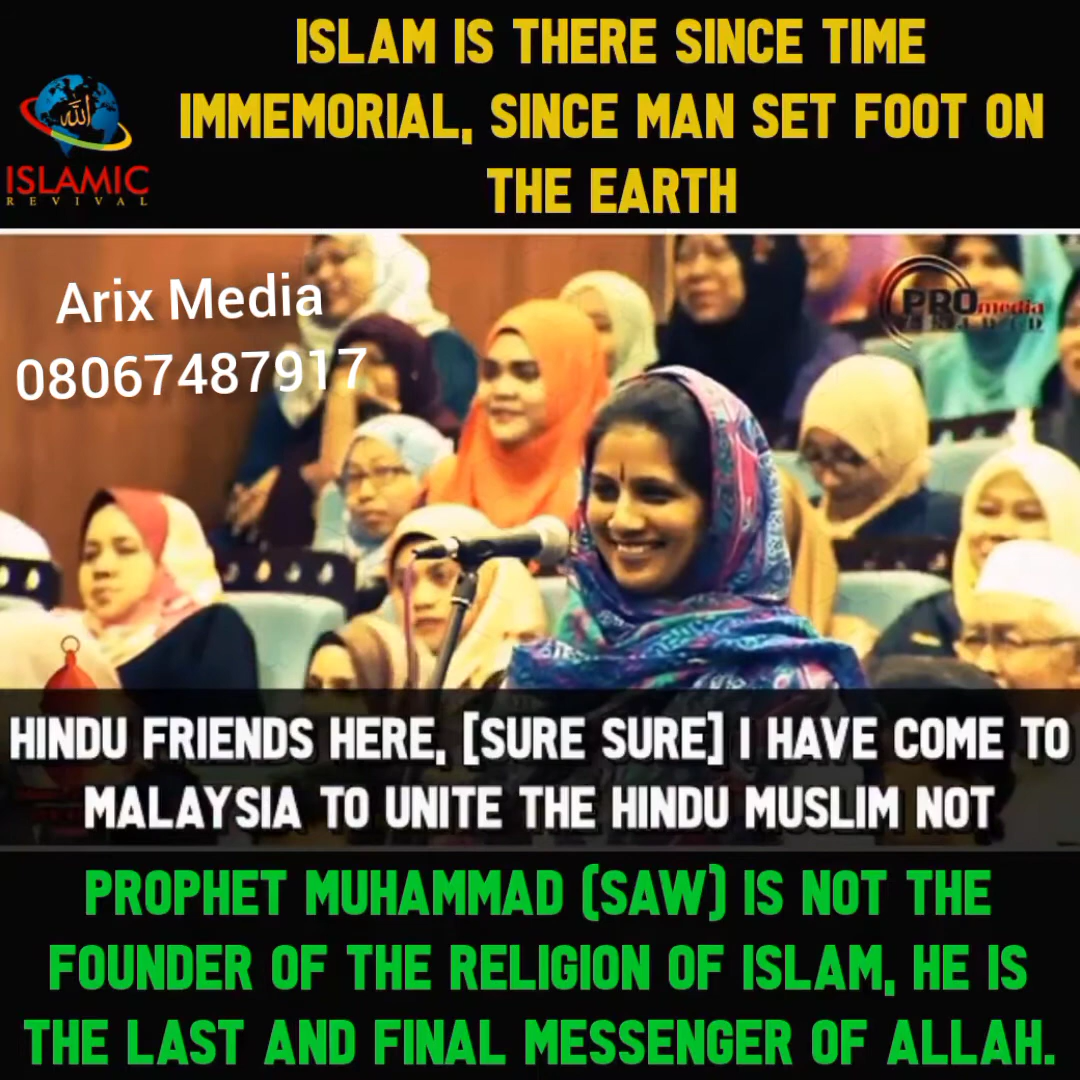 ISLAM IS THERE SINCE TIME
IMMEMORIAL, SINCE MAN SET FOOT ON
THE EARTH
الله
ISLAMIC
REVIVAL
Arix Media
08067487917
PROmedia
HINDU FRIENDS HERE, [SURE SURE] I HAVE COME TO
MALAYSIA TO UNITE THE HINDU MUSLIM NOT
PROPHET MUHAMMAD (SAW) IS NOT THE
FOUNDER OF THE RELIGION OF ISLAM, HE IS
THE LAST AND FINAL MESSENGER OF ALLAH.